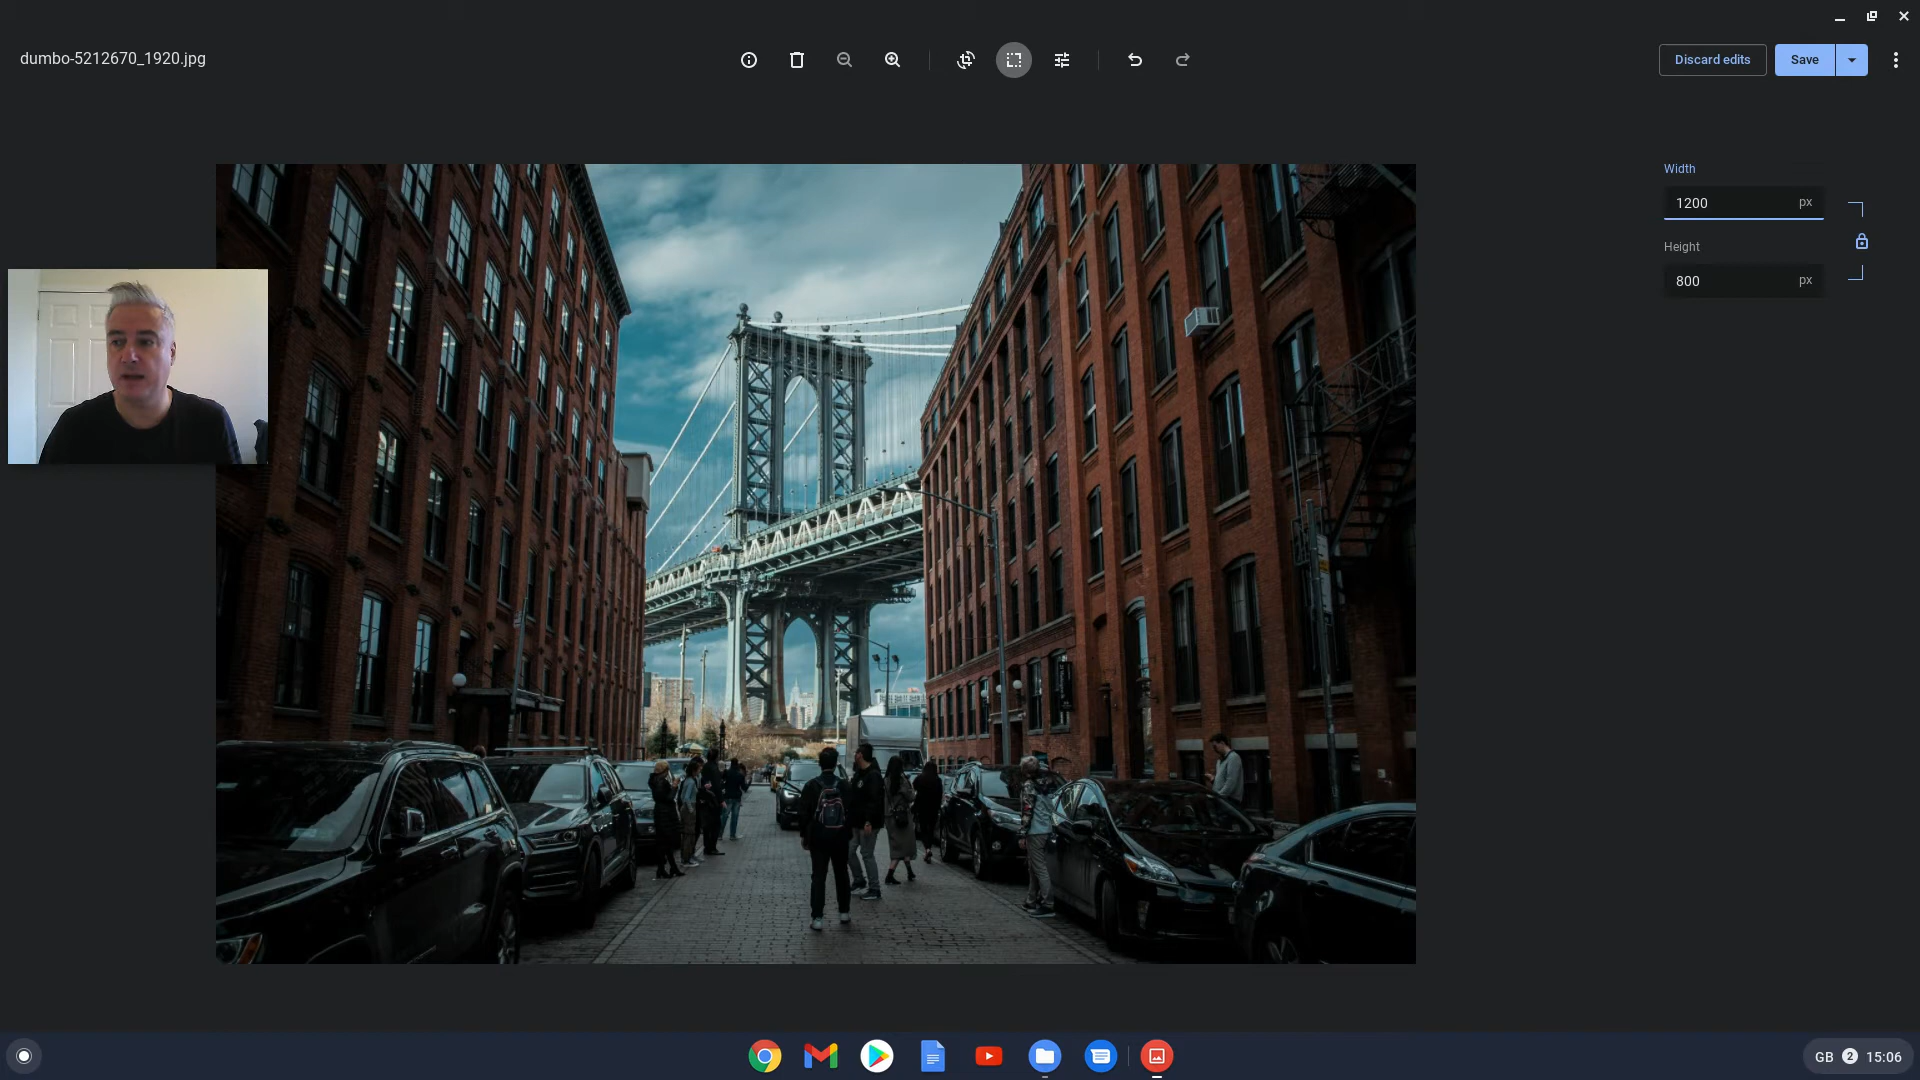 dumbo-5212670_1920.jpg
Discard edits
Save
Width
1200 px
Height
800 px
GB 2 15:06